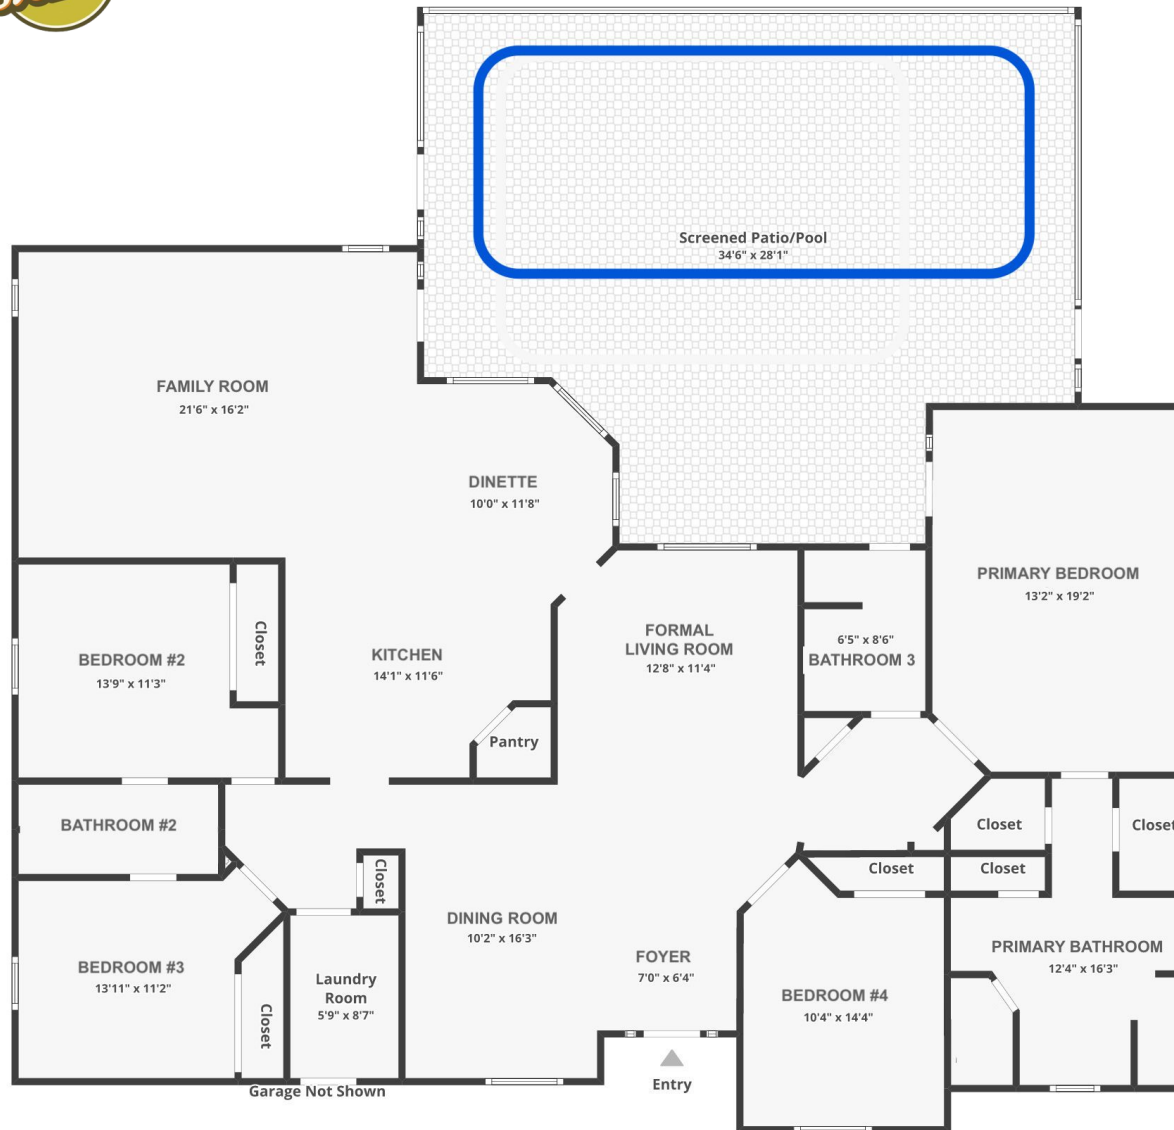 Screened Patio/Pool
34'6" x 28'1"
FAMILY ROOM
21'6" x 16'2"
DINETTE
10'0" x 11'8"
PRIMARY BEDROOM
13'2" x 19'2"
BEDROOM #2
13'9" x 11'3"
Closet
KITCHEN
14'1" x 11'6"
FORMAL
LIVING ROOM
12'8" x 11'4"
6'5" x 8'6"
BATHROOM 3
Pantry
BATHROOM #2
Closet
Closet
Closet
Closet
Closet
DINING ROOM
10'2" x 16'3"
FOYER
7'0" x 6'4"
PRIMARY BATHROOM
12'4" x 16'3"
BEDROOM #3
13'11" x 11'2"
Closet
Laundry
Room
5'9" x 8'7"
BEDROOM #4
10'4" x 14'4"
Garage Not Shown
Entry